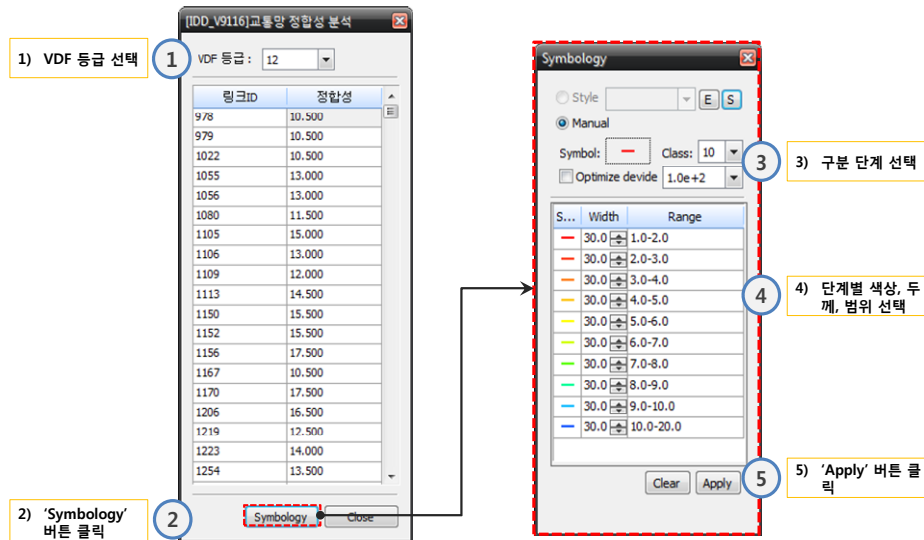 [IDD_V9116]교통망 정합성 분석
1) VDF 등급 선택
1
VDF 등급 : 12
링크ID 정합성
978 10.500
979 10.500
1022 10.500
1055 13.000
1056 13.000
1080 11.500
1105 15.000
1106 13.000
1109 12.000
1113 14.500
1150 15.500
1152 15.500
1156 17.500
1167 10.500
1170 17.500
1206 16.500
1219 12.500
1223 14.000
1254 13.500
2) ‘Symbology’
버튼 클릭
2
Symbology Close
Symbology
Style E S
Manual
Symbol: Class: 10
Optimize devide 1.0e+2
3
3) 구분 단계 선택
S... Width Range
30.0 1.0-2.0
30.0 2.0-3.0
30.0 3.0-4.0
30.0 4.0-5.0
30.0 5.0-6.0
30.0 6.0-7.0
30.0 7.0-8.0
30.0 8.0-9.0
30.0 9.0-10.0
30.0 10.0-20.0
4
4) 단계별 색상, 두
께, 범위 선택
Clear Apply
5
5) ‘Apply’ 버튼 클
릭